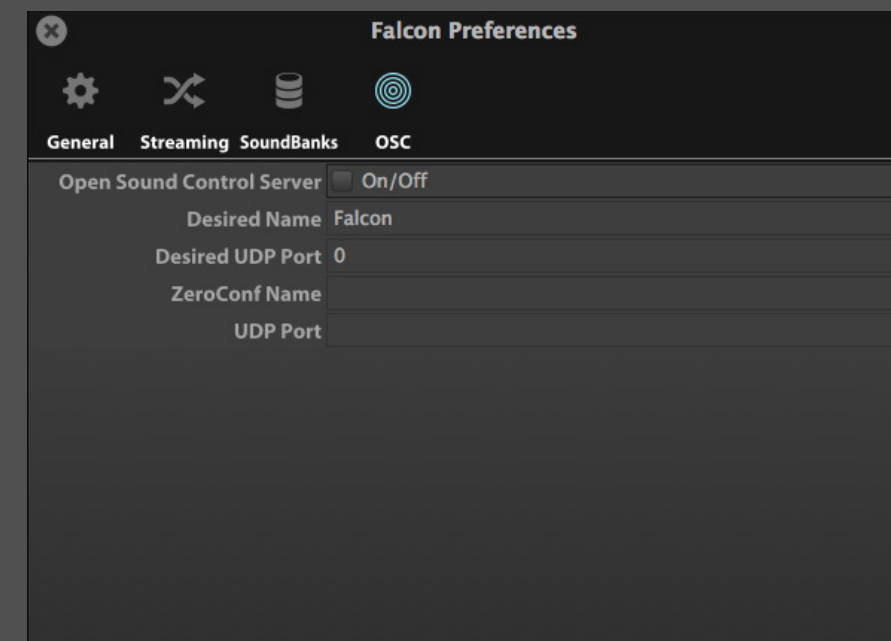 Falcon Preferences
General Streaming SoundBanks OSC
Open Sound Control Server On/Off
Desired Name Falcon
Desired UDP Port 0
ZeroConf Name
UDP Port